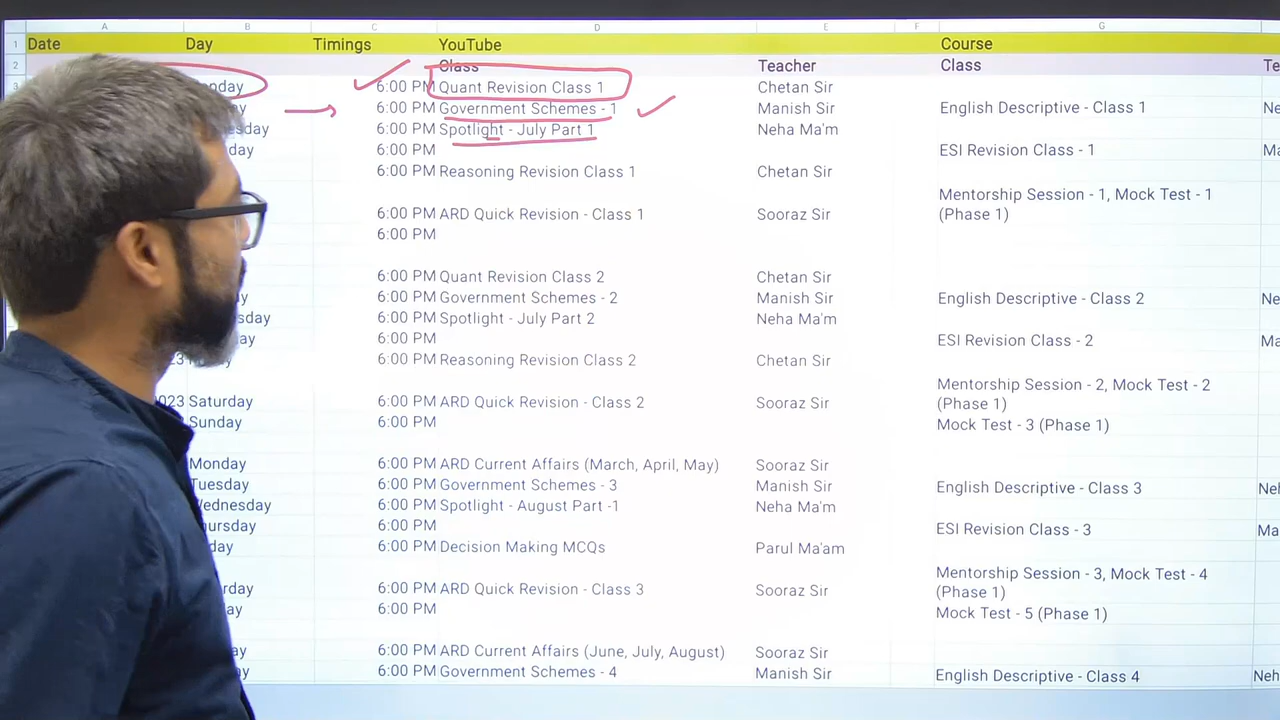 A B C D E F G
1 Date Day Timings YouTube Course
2 Class Teacher Class Te
3 6:00 PM Quant Revision Class 1 Chetan Sir
6:00 PM Government Schemes - 1 Manish Sir English Descriptive - Class 1 Ne
6:00 PM Spotlight - July Part 1 Neha Ma'm
6:00 PM ESI Revision Class - 1 Ma
6:00 PM Reasoning Revision Class 1 Chetan Sir
Mentorship Session - 1, Mock Test - 1
6:00 PM ARD Quick Revision - Class 1 Sooraz Sir (Phase 1)
6:00 PM
6:00 PM Quant Revision Class 2 Chetan Sir
6:00 PM Government Schemes - 2 Manish Sir English Descriptive - Class 2 Ne
6:00 PM Spotlight - July Part 2 Neha Ma'm
6:00 PM ESI Revision Class - 2 Ma
6:00 PM Reasoning Revision Class 2 Chetan Sir
Mentorship Session - 2, Mock Test - 2
023 Saturday 6:00 PM ARD Quick Revision - Class 2 Sooraz Sir (Phase 1)
Sunday 6:00 PM Mock Test - 3 (Phase 1)
Monday 6:00 PM ARD Current Affairs (March, April, May) Sooraz Sir
Tuesday 6:00 PM Government Schemes - 3 Manish Sir English Descriptive - Class 3 Neh
Wednesday 6:00 PM Spotlight - August Part -1 Neha Ma'm
6:00 PM ESI Revision Class - 3 Ma
6:00 PM Decision Making MCQs Parul Ma'am
Mentorship Session - 3, Mock Test - 4
6:00 PM ARD Quick Revision - Class 3 Sooraz Sir (Phase 1)
6:00 PM Mock Test - 5 (Phase 1)
6:00 PM ARD Current Affairs (June, July, August) Sooraz Sir
6:00 PM Government Schemes - 4 Manish Sir English Descriptive - Class 4 Neh